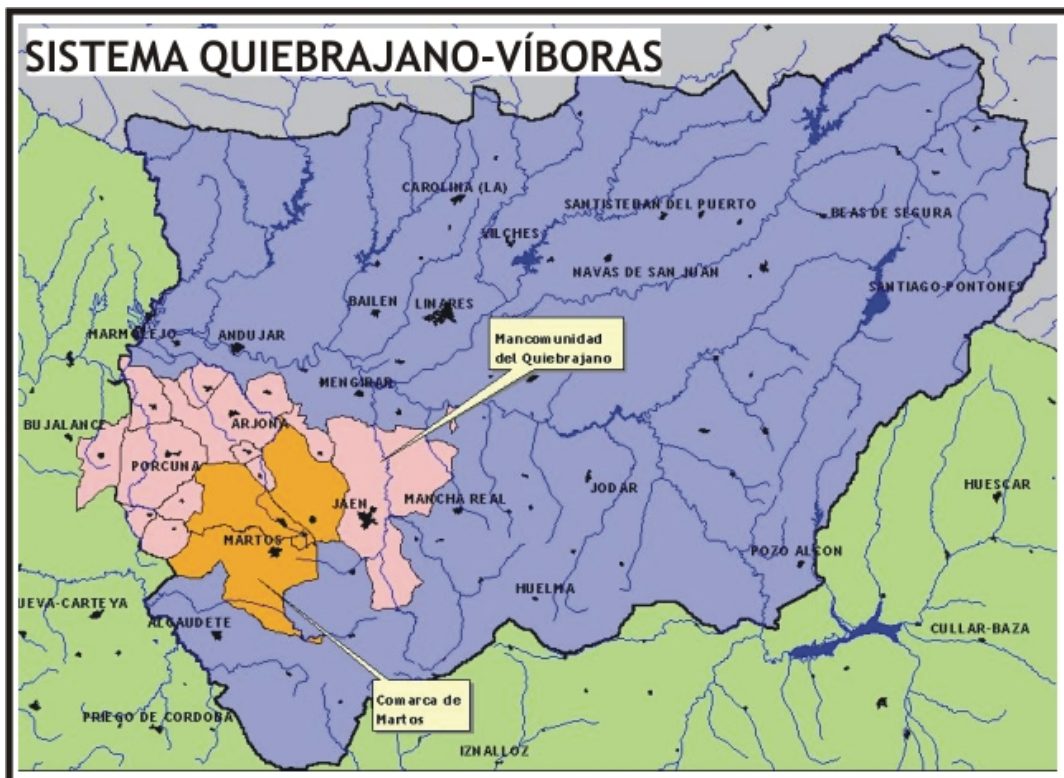 SISTEMA QUIEBRAJANO-VÍBORAS
CAROLINA (LA)
SANTISTEBAN DEL PUERTO
BEAS DE SEGURA
VILCHES
NAVAS DE SAN JUAN
SANTIAGO-PONTONES
BAILEN
LINARES
MARMOLEJO
ANDUJAR
Mancomunidad
del Quiebrajano
MENGIBAR
BUJALANCE
ARJONA
PORCUNA
JAEN
MANCHA REAL
JODAR
HUESCAR
MARTOS
POZO ALCON
HUELMA
UEVA-CARTEYA
ALCAUDETE
CULLAR-BAZA
Comarca de
Martos
PRIEGO DE CORDOBA
IZNALLOZ